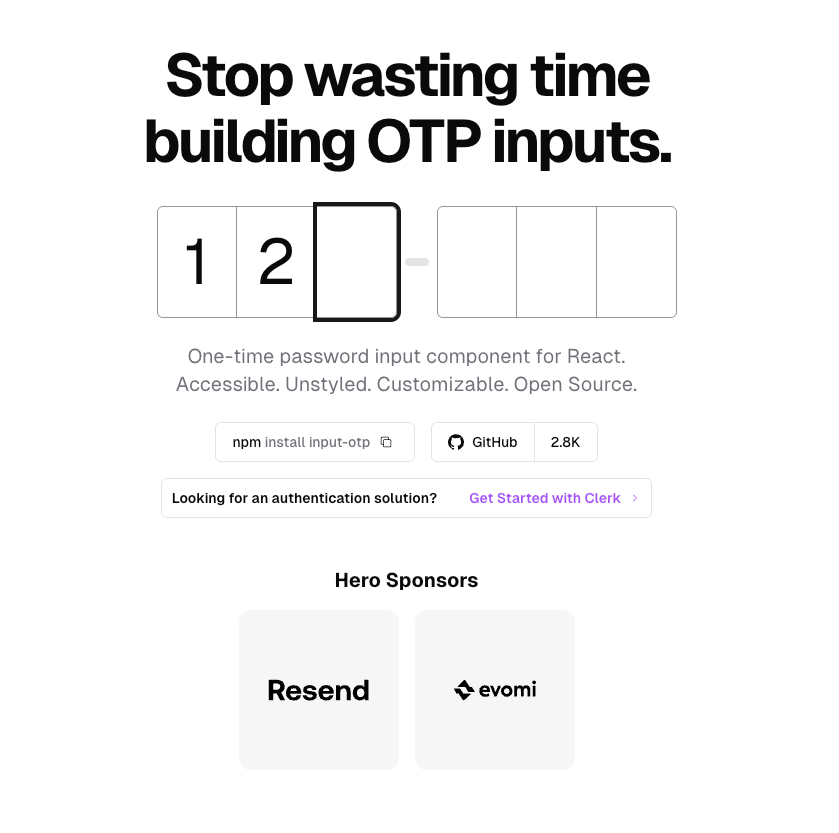 Stop wasting time
building OTP inputs.
1 2
One-time password input component for React.
Accessible. Unstyled. Customizable. Open Source.
npm install input-otp GitHub 2.8K
Looking for an authentication solution? Get Started with Clerk
Hero Sponsors
Resend evomi